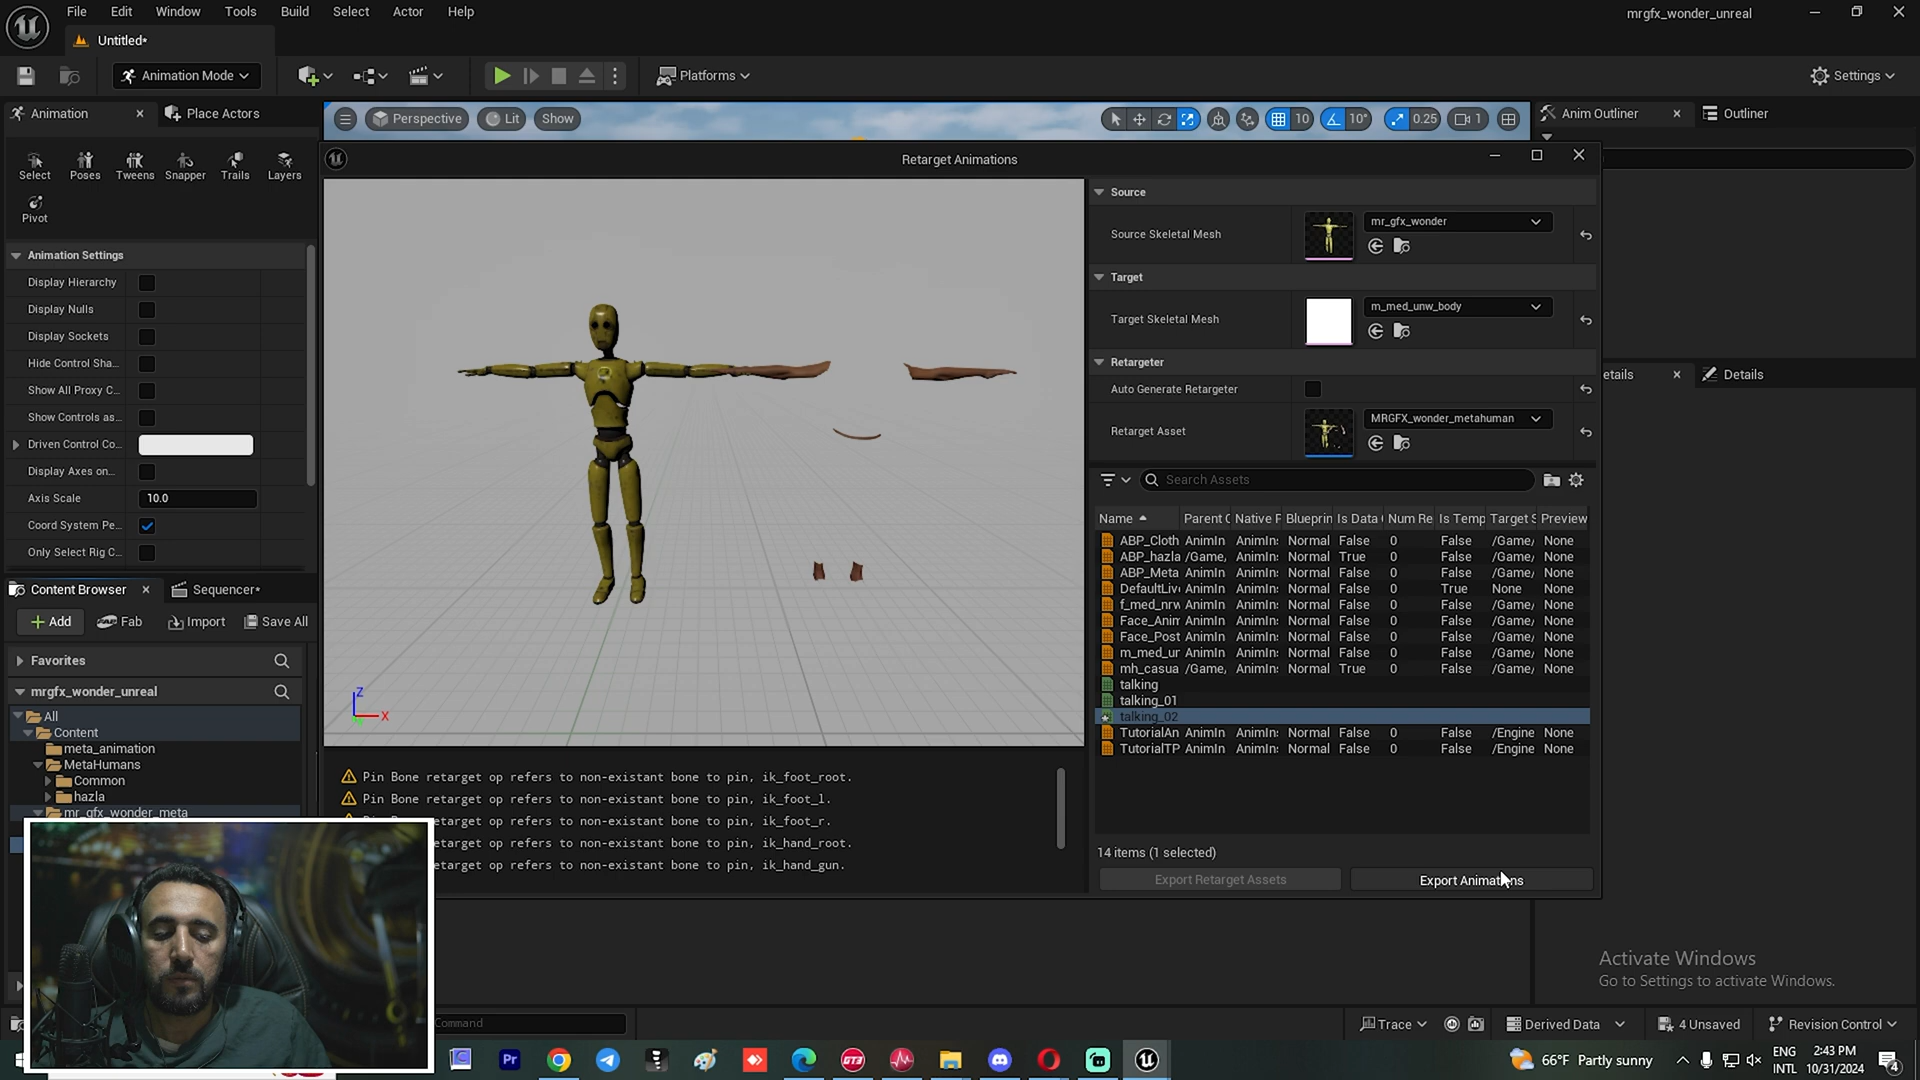 File Edit Window Tools Build Select Actor Help
mrgfx_wonder_unreal
Untitled*
Animation Mode
Platforms
Settings
Animation
Place Actors
Perspective
Lit
Show
10
10°
0.25
1
Anim Outliner
Outliner
Select Poses Tweens Snapper Trails Layers
Pivot
Retarget Animations
Source
Source Skeletal Mesh
mr_gfx_wonder
Target
Target Skeletal Mesh
m_med_unw_body
Retargeter
Auto Generate Retargeter
Retarget Asset
MRGFX_wonder_metahuman
etails
Details
Animation Settings
Display Hierarchy
Display Nulls
Display Sockets
Hide Control Sha...
Show All Proxy C...
Show Controls as...
Driven Control Co...
Display Axes on...
Axis Scale 10.0
Coord System Pe...
Only Select Rig C...
Search Assets
Name Parent C Native P Blueprin Is Data Num Re Is Temp Target S Preview
ABP_Cloth AnimIn AnimIn Normal False 0 False /Game/ None
ABP_hazla /Game, AnimIn Normal True 0 False /Game/ None
ABP_Meta AnimIn AnimIn Normal False 0 False /Game/ None
DefaultLiv AnimIn AnimIn Normal False 0 True None None
f_med_nrw AnimIn AnimIn Normal False 0 False /Game/ None
Face_Anim AnimIn AnimIn Normal False 0 False /Game/ None
Face_Post AnimIn AnimIn Normal False 0 False /Game/ None
m_med_ur AnimIn AnimIn Normal False 0 False /Game/ None
mh_casua /Game, AnimIn Normal True 0 False /Game/ None
talking
talking_01
talking_02
TutorialAn AnimIn AnimIn Normal False 0 False /Engine None
TutorialTP AnimIn AnimIn Normal False 0 False /Engine None
14 items (1 selected)
Export Retarget Assets
Export Animations
Content Browser
Sequencer*
+ Add
Fab
Import
Save All
Favorites
mrgfx_wonder_unreal
All
Content
meta_animation
MetaHumans
Common
hazla
mr_gfx_wonder_meta
Z
X
Pin Bone retarget op refers to non-existant bone to pin, ik_foot_root.
Pin Bone retarget op refers to non-existant bone to pin, ik_foot_l.
etarget op refers to non-existant bone to pin, ik_foot_r.
etarget op refers to non-existant bone to pin, ik_hand_root.
etarget op refers to non-existant bone to pin, ik_hand_gun.
Activate Windows
Go to Settings to activate Windows.
Command
Trace
Derived Data
4 Unsaved
Revision Control
Pr
GT3
66°F Partly sunny
ENG
INTL
2:43 PM
10/31/2024
4